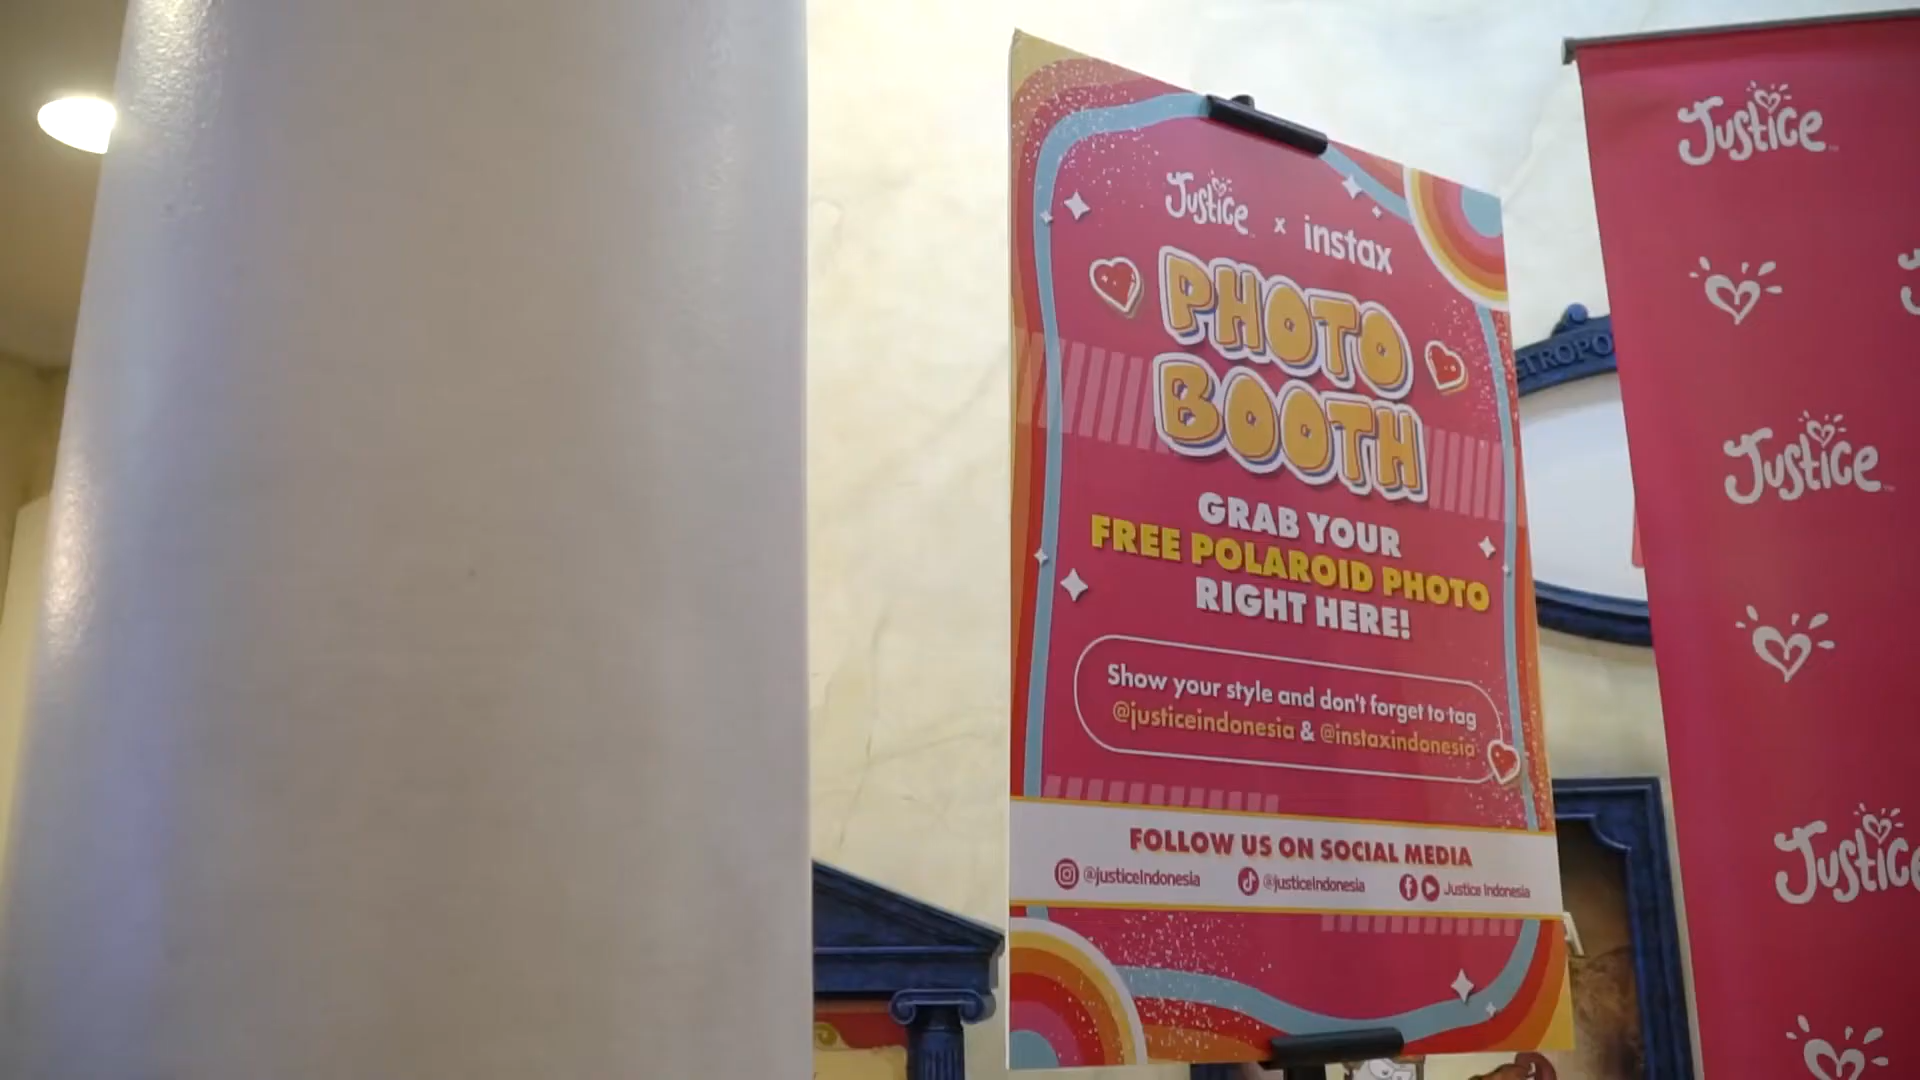 Justice x instax
PHOTO
BOOTH
GRAB YOUR
FREE POLAROID PHOTO
RIGHT HERE!
Show your style and don't forget to tag
@justiceindonesia & @instaxindonesia
FOLLOW US ON SOCIAL MEDIA
@justiceIndonesia @justiceIndonesia Justice Indonesia
Justice
Justice
Justice